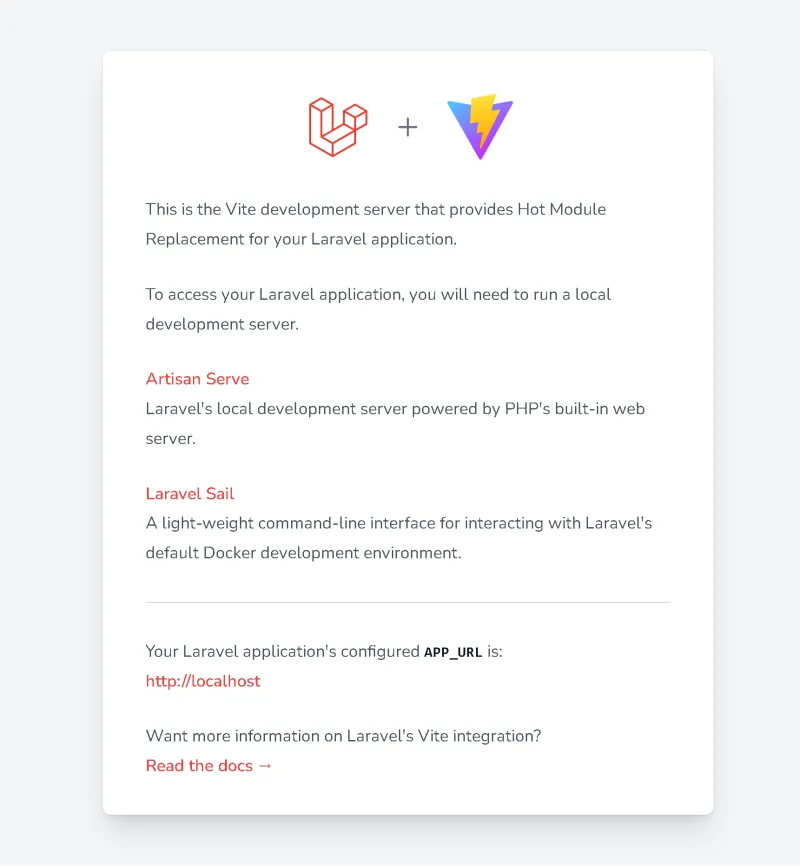 This is the Vite development server that provides Hot Module
Replacement for your Laravel application.
To access your Laravel application, you will need to run a local
development server.
Artisan Serve
Laravel's local development server powered by PHP's built-in web
server.
Laravel Sail
A light-weight command-line interface for interacting with Laravel's
default Docker development environment.
Your Laravel application's configured APP_URL is:
http://localhost
Want more information on Laravel's Vite integration?
Read the docs →